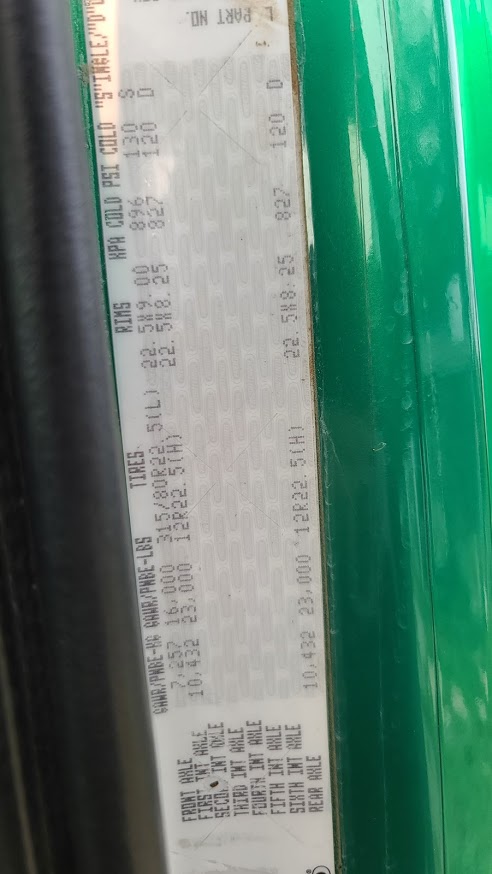 L PART NO.
GAWR/PNBE-KG GAWR/PNBE-LBS TIRES RIMS KPA COLD PSI COLD "S"INGLE/"D"
FRONT AXLE 7,257 16,000 315/80R22.5(L) 22.5X9.00 896 130 S
FIRST INT AXLE 10,432 23,000 12R22.5(H) 22.5X8.25 827 120 D
SECOND INT AXLE
THIRD INT AXLE
FOURTH INT AXLE
FIFTH INT AXLE
SIXTH INT AXLE
REAR AXLE 10,432 23,000 12R22.5(H) 22.5X8.25 827 120 D